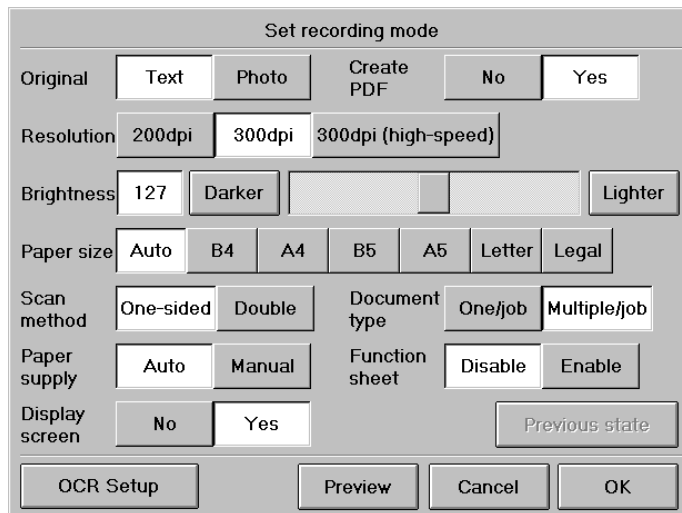 Set recording mode
Original Text Photo Create PDF No Yes
Resolution 200dpi 300dpi 300dpi (high-speed)
Brightness 127 Darker Lighter
Paper size Auto B4 A4 B5 A5 Letter Legal
Scan method One-sided Double Document type One/job Multiple/job
Paper supply Auto Manual Function sheet Disable Enable
Display screen No Yes Previous state
OCR Setup Preview Cancel OK